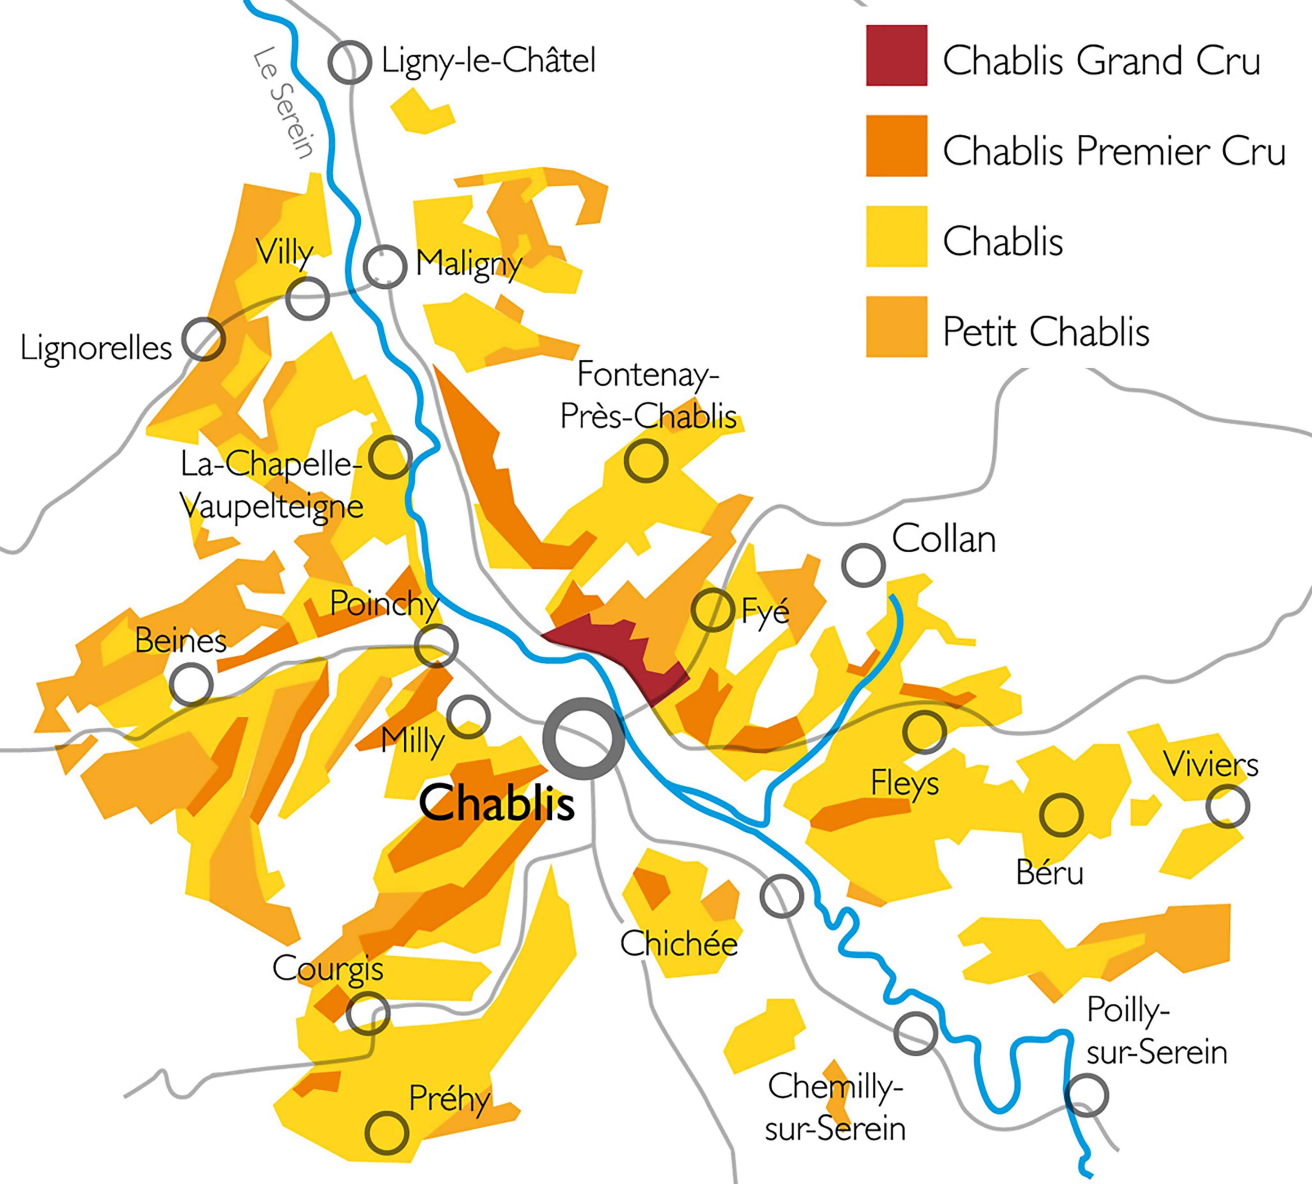 Le Serein
Ligny-le-Châtel
Chablis Grand Cru
Chablis Premier Cru
Chablis
Petit Chablis
Villy
Maligny
Lignorelles
Fontenay-
Près-Chablis
La-Chapelle-
Vaupelteigne
Collan
Poinchy
Fyé
Beines
Milly
Chablis
Fleys
Viviers
Béru
Chichée
Courgis
Poilly-
sur-Serein
Préhy
Chemilly-
sur-Serein